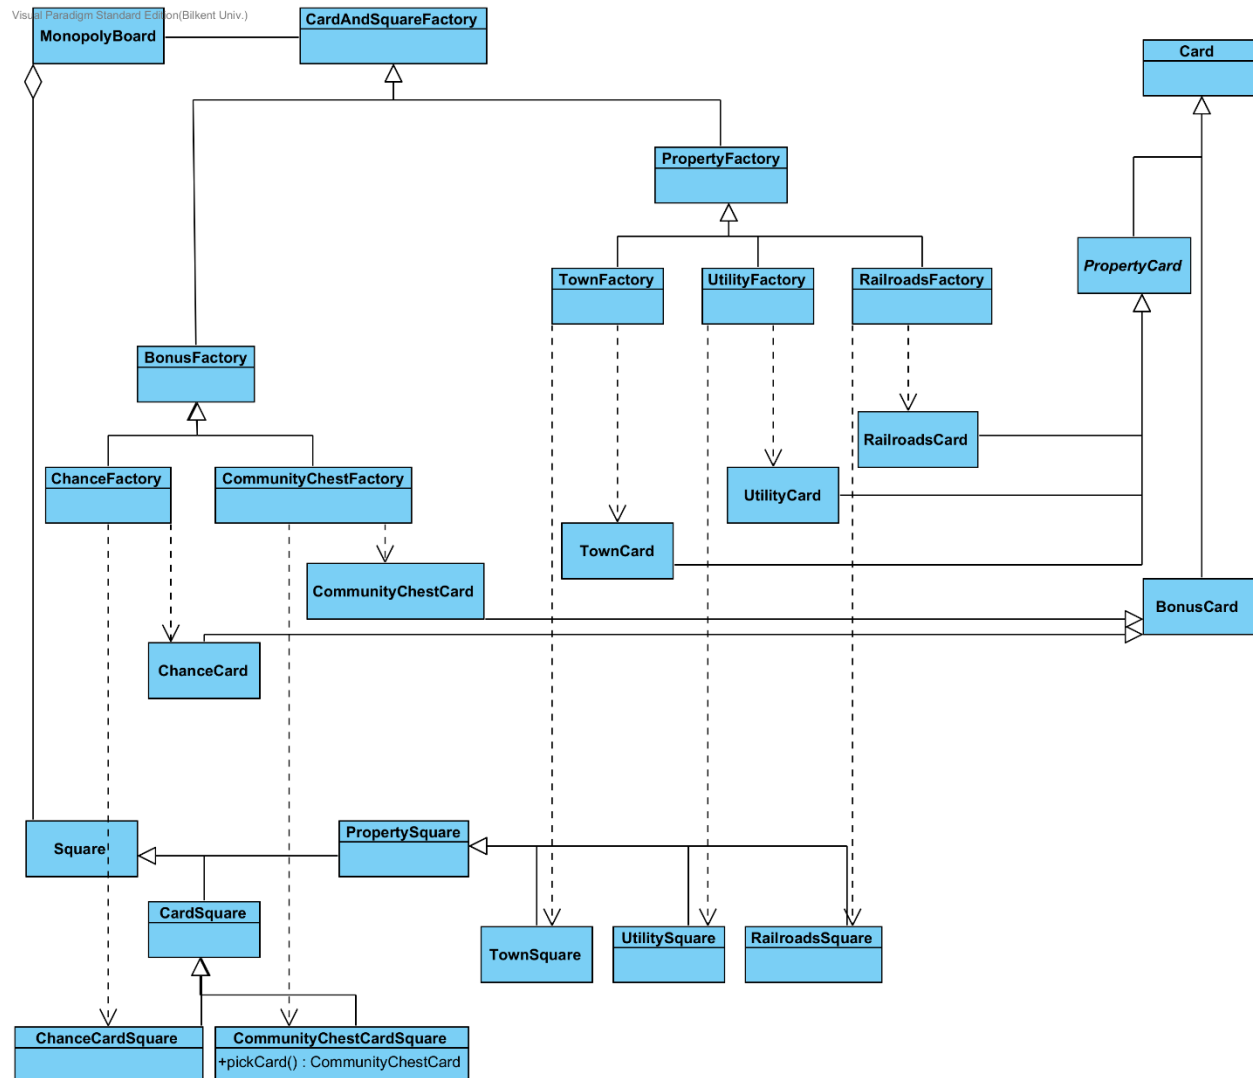 Visual Paradigm Standard Edition(Bilkent Univ.)
MonopolyBoard
CardAndSquareFactory
Card
PropertyFactory
PropertyCard
TownFactory
UtilityFactory
RailroadsFactory
BonusFactory
RailroadsCard
ChanceFactory
CommunityChestFactory
UtilityCard
TownCard
CommunityChestCard
BonusCard
ChanceCard
Square
PropertySquare
CardSquare
TownSquare
UtilitySquare
RailroadsSquare
ChanceCardSquare
CommunityChestCardSquare
+pickCard() : CommunityChestCard